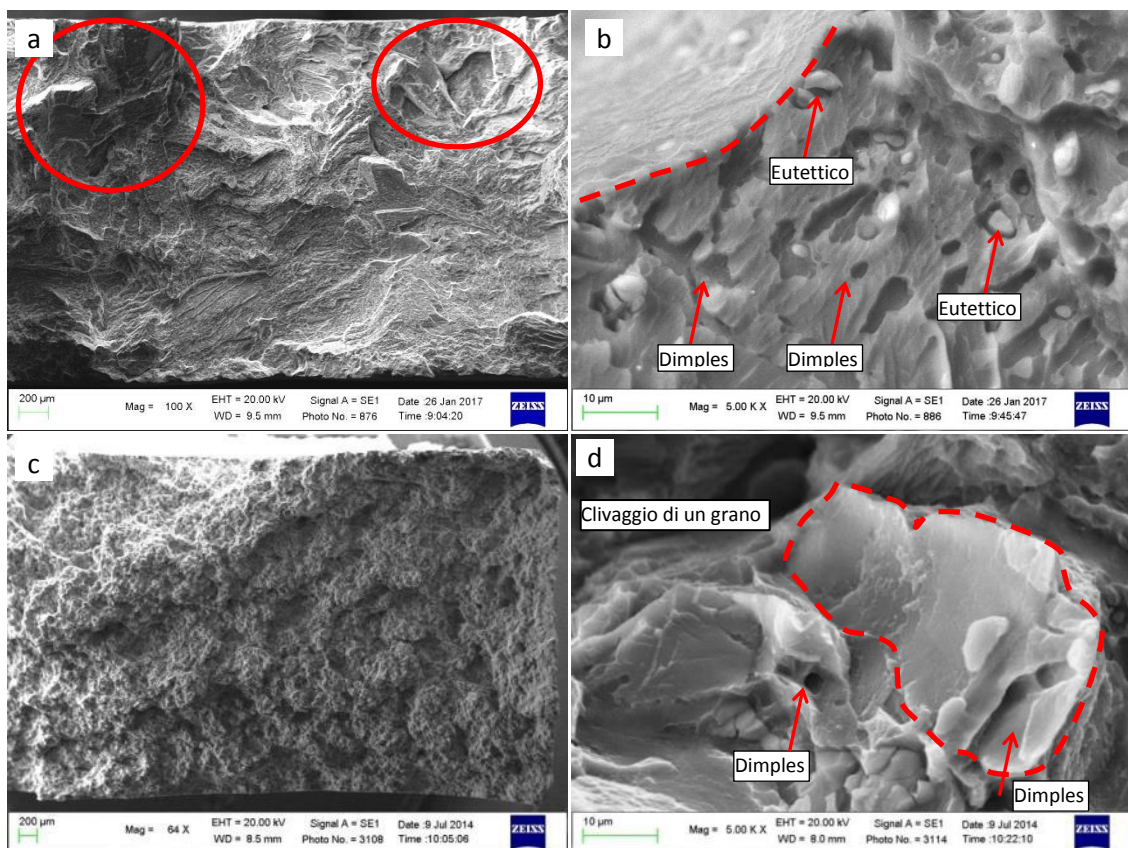 a
200 µm
Mag = 100 X
EHT = 20.00 kV
WD = 9.5 mm
Signal A = SE1
Photo No. = 876
Date :26 Jan 2017
Time :9:04:20
ZEISS
b
Eutettico
Eutettico
Dimples
Dimples
10 µm
Mag = 5.00 K X
EHT = 20.00 kV
WD = 9.5 mm
Signal A = SE1
Photo No. = 886
Date :26 Jan 2017
Time :9:45:47
ZEISS
c
200 µm
Mag = 64 X
EHT = 20.00 kV
WD = 8.5 mm
Signal A = SE1
Photo No. = 3108
Date :9 Jul 2014
Time :10:05:06
ZEISS
d
Clivaggio di un grano
Dimples
Dimples
10 µm
Mag = 5.00 K X
EHT = 20.00 kV
WD = 8.0 mm
Signal A = SE1
Photo No. = 3114
Date :9 Jul 2014
Time :10:22:10
ZEISS